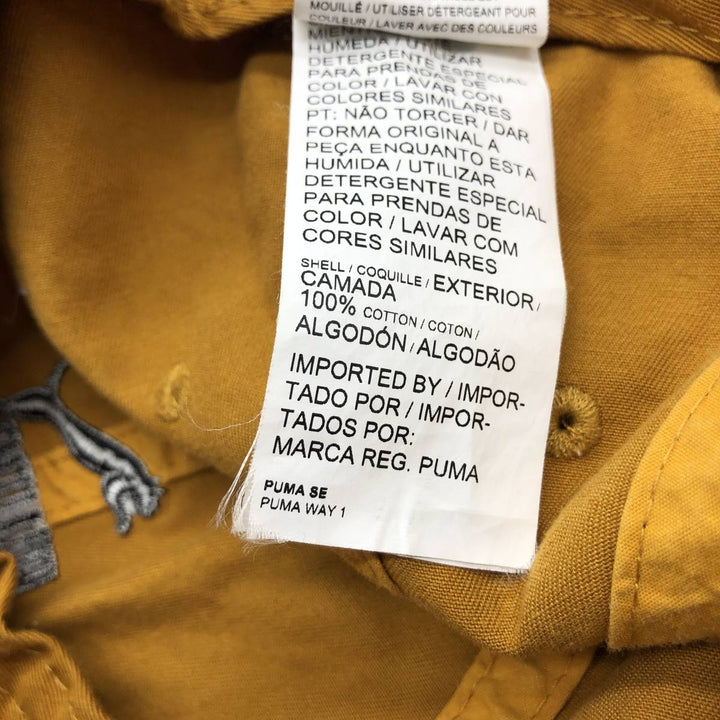 MOUILLÉ / UTILISER DÉTERGEANT POUR
COULEUR / LAVER AVEC DES COULEURS
HUMEDA / UTILIZAR
DETERGENTE ESPECIAL
PARA PRENDAS DE
COLOR / LAVAR CON
COLORES SIMILARES
PT: NÃO TORCER / DAR
FORMA ORIGINAL A
PEÇA ENQUANTO ESTA
HUMIDA / UTILIZAR
DETERGENTE ESPECIAL
PARA PRENDAS DE
COLOR / LAVAR COM
CORES SIMILARES
SHELL / COQUILLE / EXTERIOR /
CAMADA
100% COTTON / COTON /
ALGODÓN / ALGODÃO
IMPORTED BY / IMPOR-
TADO POR / IMPOR-
TADOS POR:
MARCA REG. PUMA
PUMA SE
PUMA WAY 1